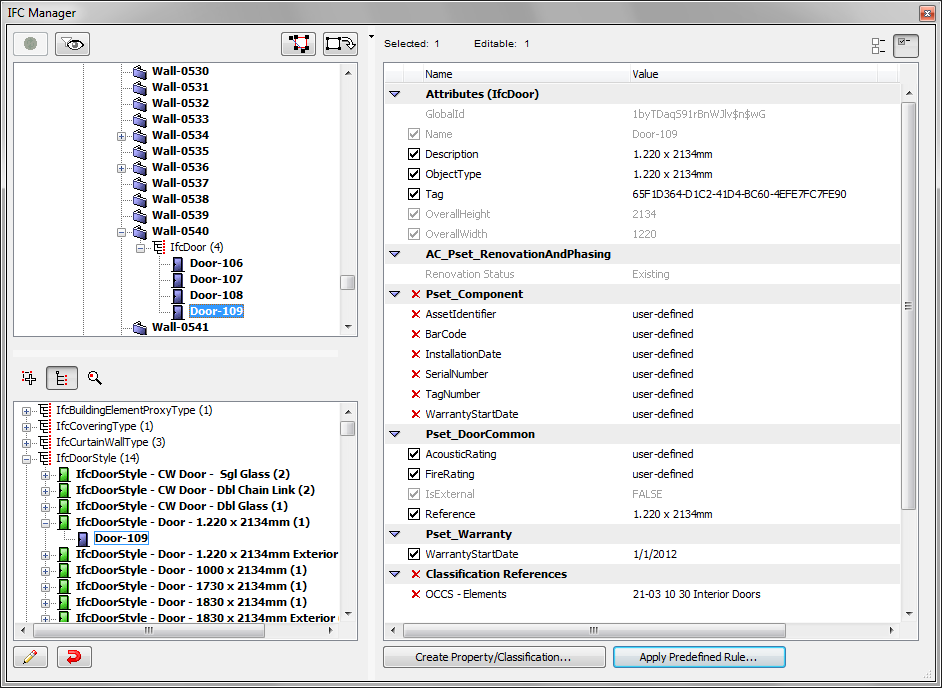 IFC Manager
Wall-0530
Wall-0531
Wall-0532
Wall-0533
Wall-0534
Wall-0535
Wall-0536
Wall-0537
Wall-0538
Wall-0539
Wall-0540
IfcDoor (4)
Door-106
Door-107
Door-108
Door-109
Wall-0541
IfcBuildingElementProxyType (1)
IfcCoveringType (1)
IfcCurtainWallType (3)
IfcDoorStyle (14)
IfcDoorStyle - CW Door - Sgl Glass (2)
IfcDoorStyle - CW Door - Dbl Chain Link (2)
IfcDoorStyle - CW Door - Dbl Glass (1)
IfcDoorStyle - Door - 1.220 x 2134mm (1)
Door-109
IfcDoorStyle - Door - 1.220 x 2134mm Exterior
IfcDoorStyle - Door - 1000 x 2134mm (1)
IfcDoorStyle - Door - 1730 x 2134mm (1)
IfcDoorStyle - Door - 1830 x 2134mm (1)
IfcDoorStyle - Door - 1830 x 2134mm Exterior (
Selected: 1 Editable: 1
Name Value
Attributes (IfcDoor)
GlobalId 1byTDaqS91rBnWJlv$n$wG
Name Door-109
Description 1.220 x 2134mm
ObjectType 1.220 x 2134mm
Tag 65F1D364-D1C2-41D4-BC60-4EFE7FC7FE90
OverallHeight 2134
OverallWidth 1220
AC_Pset_RenovationAndPhasing
Renovation Status Existing
Pset_Component
AssetIdentifier user-defined
BarCode user-defined
InstallationDate user-defined
SerialNumber user-defined
TagNumber user-defined
WarrantyStartDate user-defined
Pset_DoorCommon
AcousticRating user-defined
FireRating user-defined
IsExternal FALSE
Reference 1.220 x 2134mm
Pset_Warranty
WarrantyStartDate 1/1/2012
Classification References
OCCS - Elements 21-03 10 30 Interior Doors
Create Property/Classification... Apply Predefined Rule...